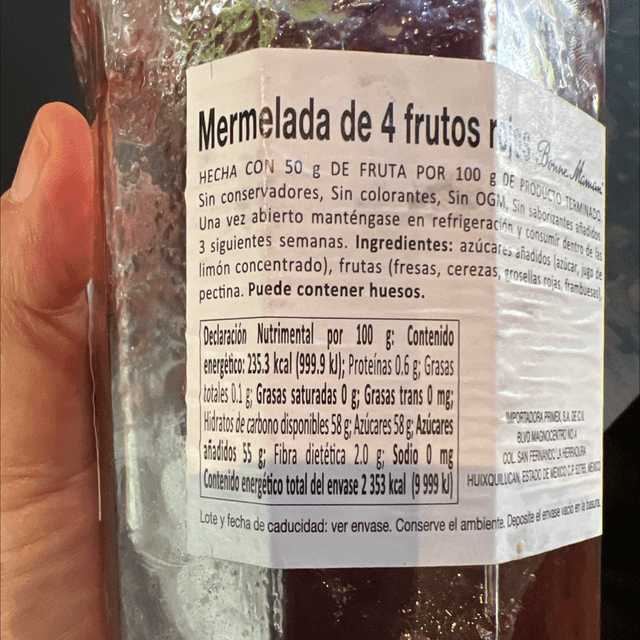 Mermelada de 4 frutos rojos Bonne Maman
HECHA CON 50 g DE FRUTA POR 100 g DE PRODUCTO TERMINADO
Sin conservadores, Sin colorantes, Sin OGM, Sin saborizantes añadidos
Una vez abierto manténgase en refrigeración y consumir dentro de las
3 siguientes semanas. Ingredientes: azúcares añadidos (azúcar, jugo de
limón concentrado), frutas (fresas, cerezas, grosellas rojas, frambuesas)
pectina. Puede contener huesos.
Declaración Nutrimental por 100 g: Contenido
energético: 235.3 kcal (999.9 kJ); Proteínas 0.6 g; Grasas
totales 0.1 g; Grasas saturadas 0 g; Grasas trans 0 mg;
Hidratos de carbono disponibles 58 g; Azúcares 58 g; Azúcares
añadidos 55 g; Fibra dietética 2.0 g; Sodio 0 mg
Contenido energético total del envase 2 353 kcal (9 999 kJ)
IMPORTADORA PRIMEX, S.A. DE C.V.
BLVD. MAGNOCENTRO NO. 4
COL. SAN FERNANDO LA HERRADURA
HUIXQUILUCAN, ESTADO DE MEXICO C.P. 52765, MEXICO
Lote y fecha de caducidad: ver envase. Conserve el ambiente. Deposite el envase vacío en la basura.